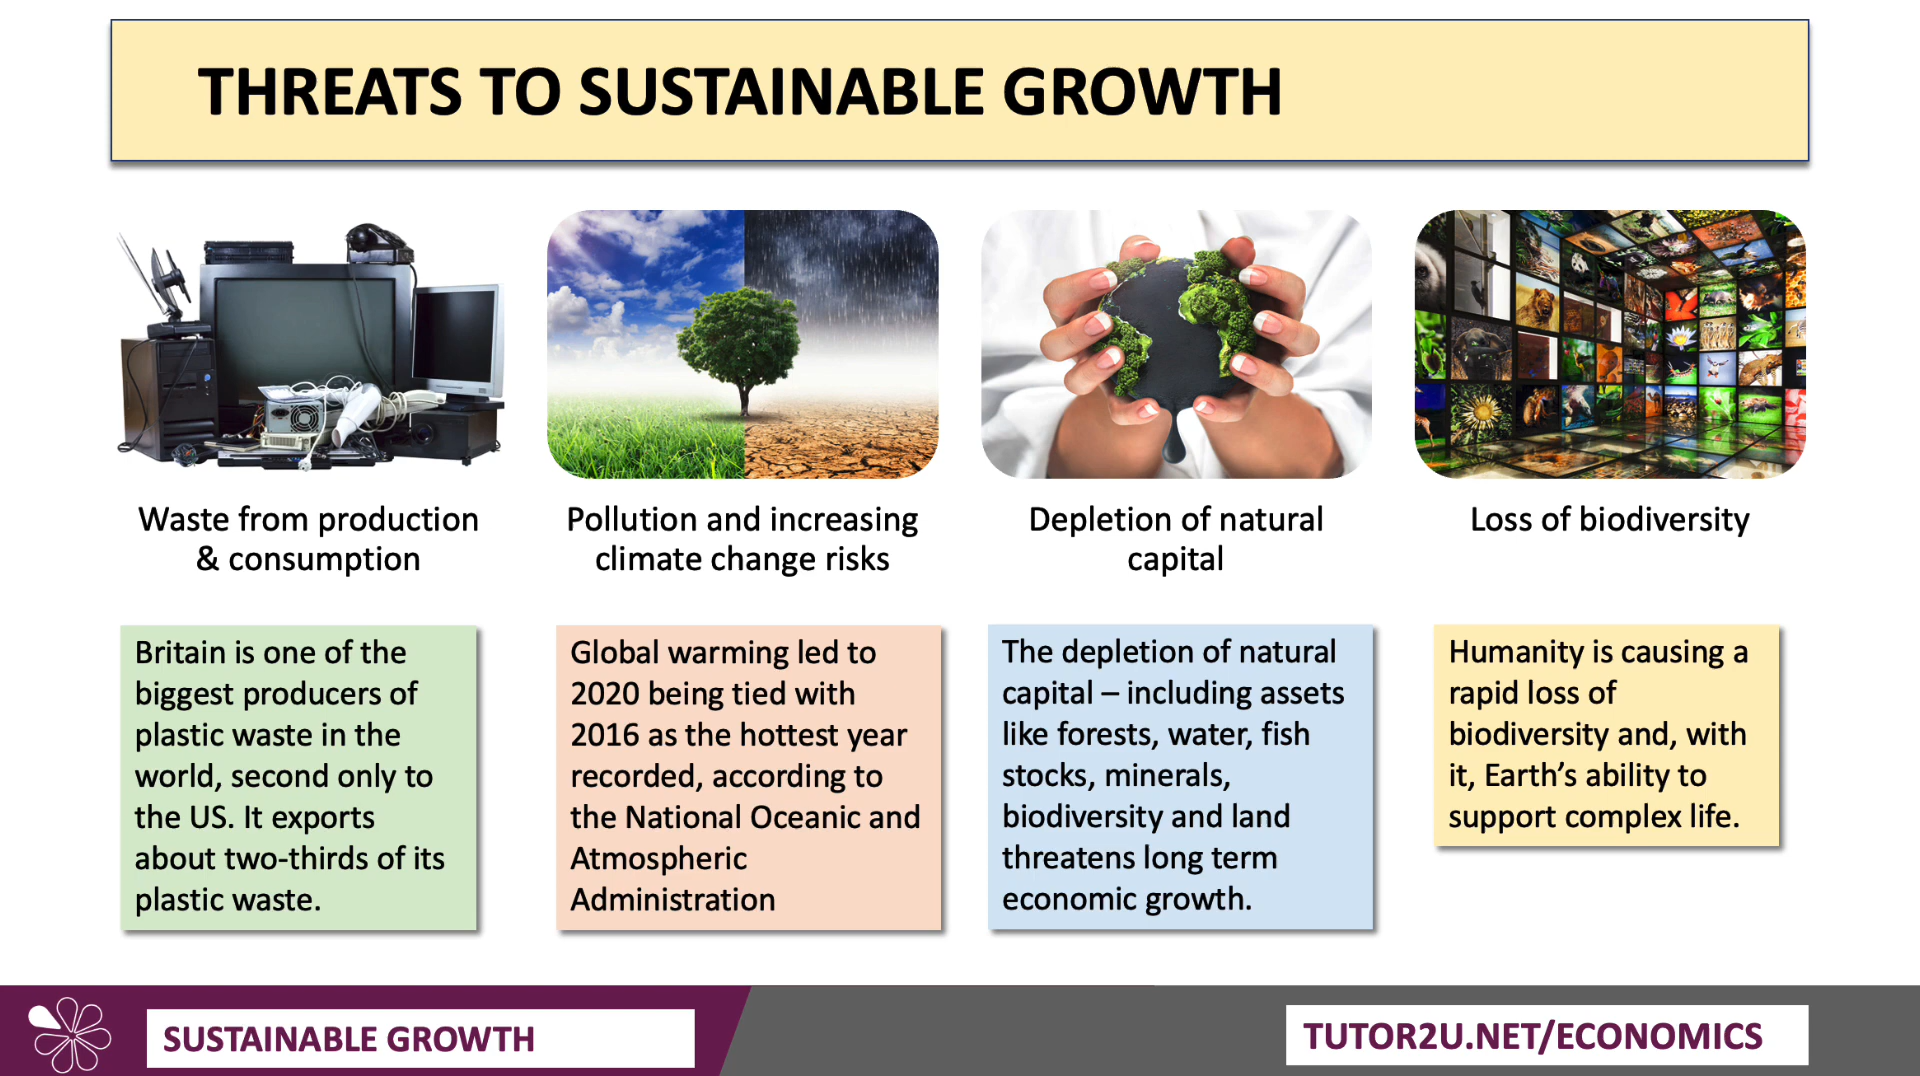 THREATS TO SUSTAINABLE GROWTH
Waste from production
& consumption
Pollution and increasing
climate change risks
Depletion of natural
capital
Loss of biodiversity
Britain is one of the
biggest producers of
plastic waste in the
world, second only to
the US. It exports
about two-thirds of its
plastic waste.
Global warming led to
2020 being tied with
2016 as the hottest year
recorded, according to
the National Oceanic and
Atmospheric
Administration
The depletion of natural
capital – including assets
like forests, water, fish
stocks, minerals,
biodiversity and land
threatens long term
economic growth.
Humanity is causing a
rapid loss of
biodiversity and, with
it, Earth’s ability to
support complex life.
SUSTAINABLE GROWTH
TUTOR2U.NET/ECONOMICS